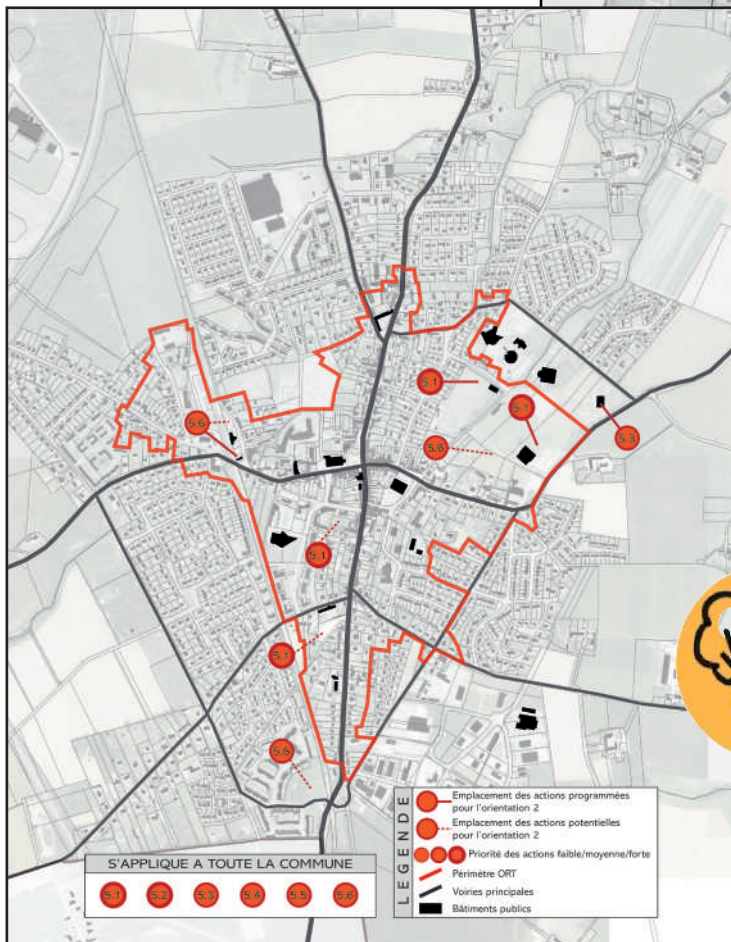 5.1
5.1
5.6
5.6
5.3
5.1
5.1
5.6
LEGENDE
Emplacement des actions programmées
pour l'orientation 2
Emplacement des actions potentielles
pour l'orientation 2
Priorité des actions faible/moyenne/forte
Périmètre ORT
Voiries principales
Bâtiments publics
S'APPLIQUE A TOUTE LA COMMUNE
5.1 5.2 5.3 5.4 5.5 5.6